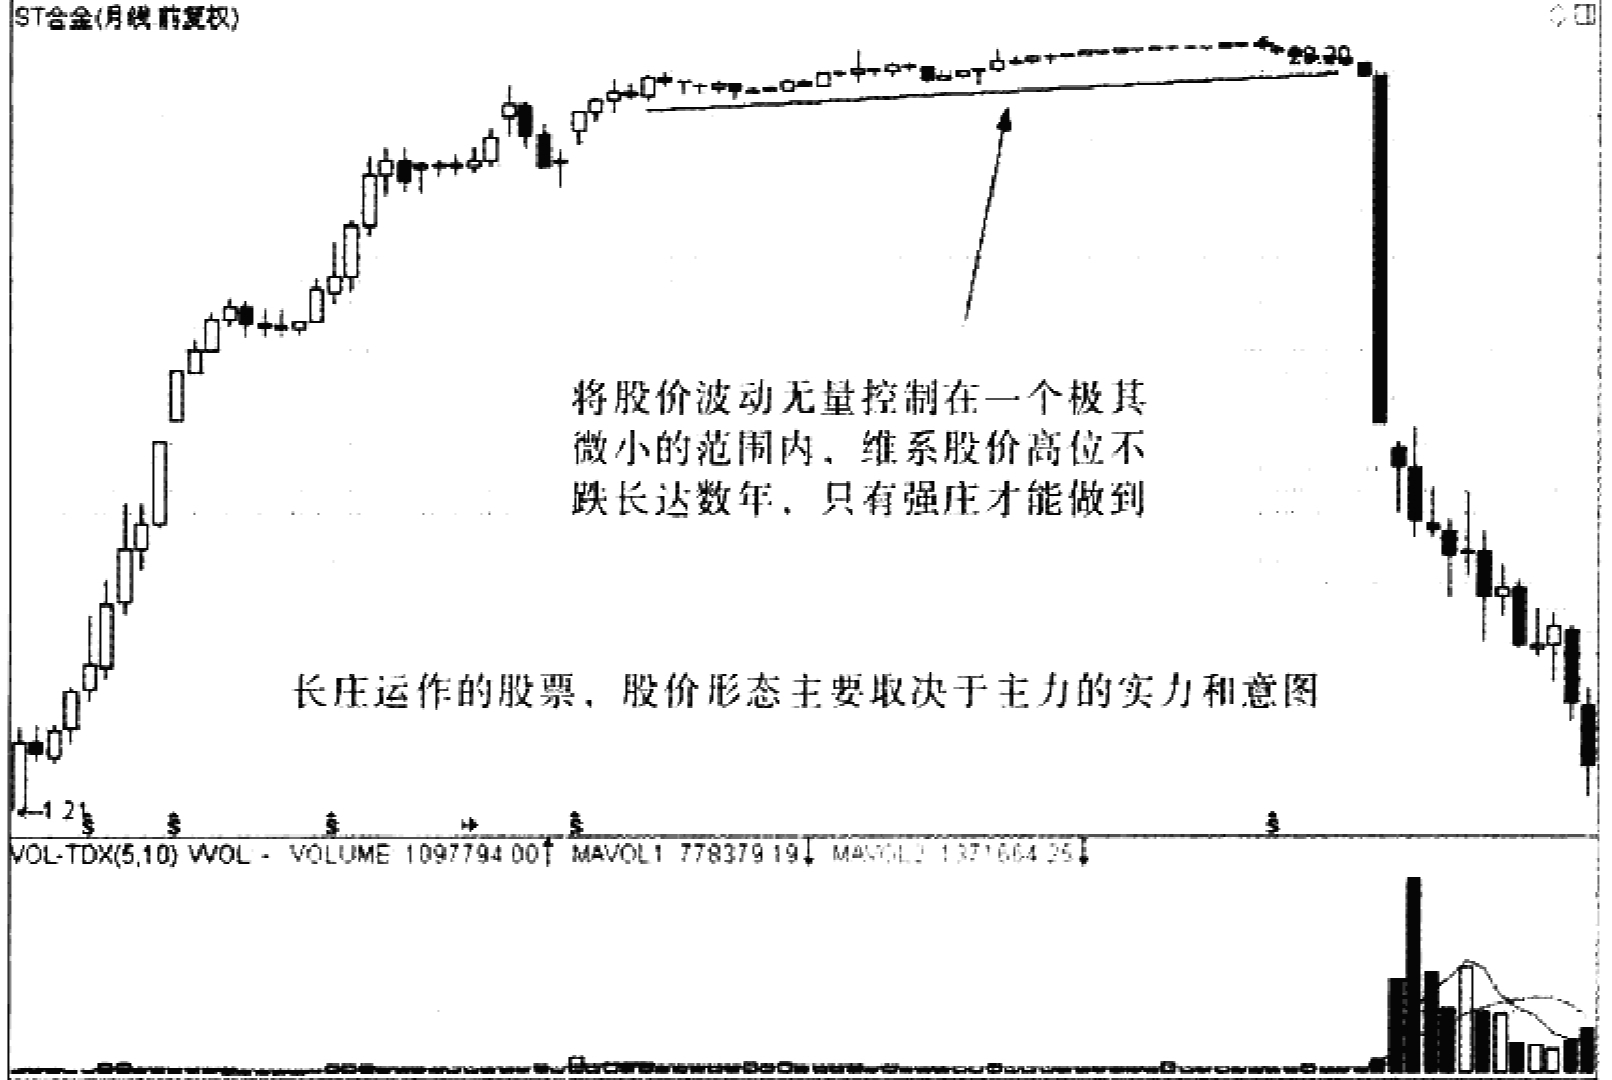 ST合金(月线 前复权)
29.20
将股价波动无量控制在一个极其
微小的范围内，维系股价高位不
跌长达数年，只有强庄才能做到
长庄运作的股票，股价形态主要取决于主力的实力和意图
1.21
VOL-TDX(5,10) VVOL - VOLUME 1097794.00 MAVOL1 778379.19 MAVOL2 1371664.25